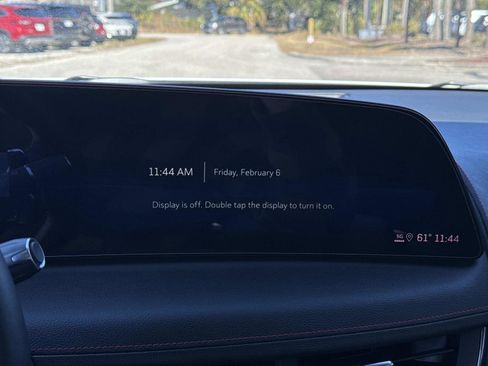 11:44 AM Friday, February 6
Display is off. Double tap the display to turn it on.
5G 61° 11:44